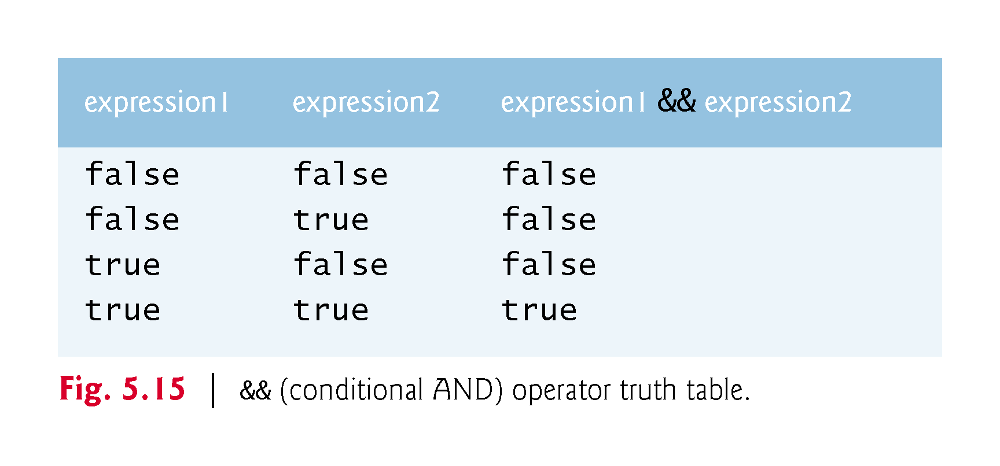 expression1 expression2 expression1 && expression2
false false false
false true false
true false false
true true true
Fig. 5.15 | && (conditional AND) operator truth table.